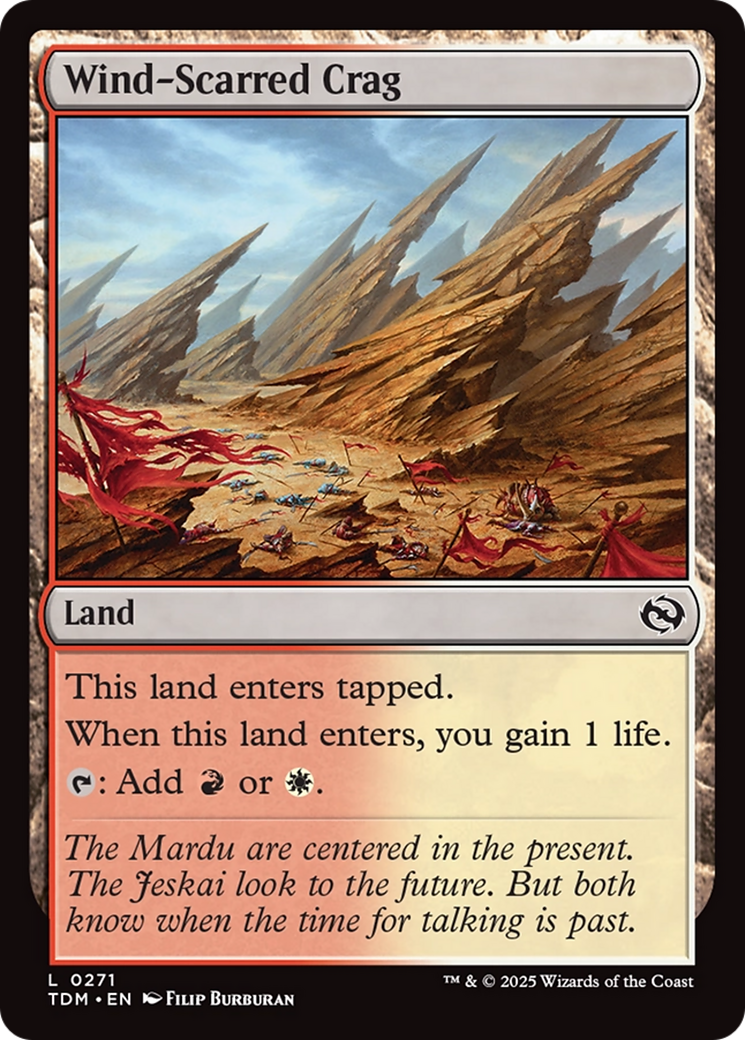 Wind-Scarred Crag
Land
This land enters tapped.
When this land enters, you gain 1 life.
: Add or .
The Mardu are centered in the present.
The Jeskai look to the future. But both
know when the time for talking is past.
L 0271
TDM • EN Filip Burburan
™ & © 2025 Wizards of the Coast